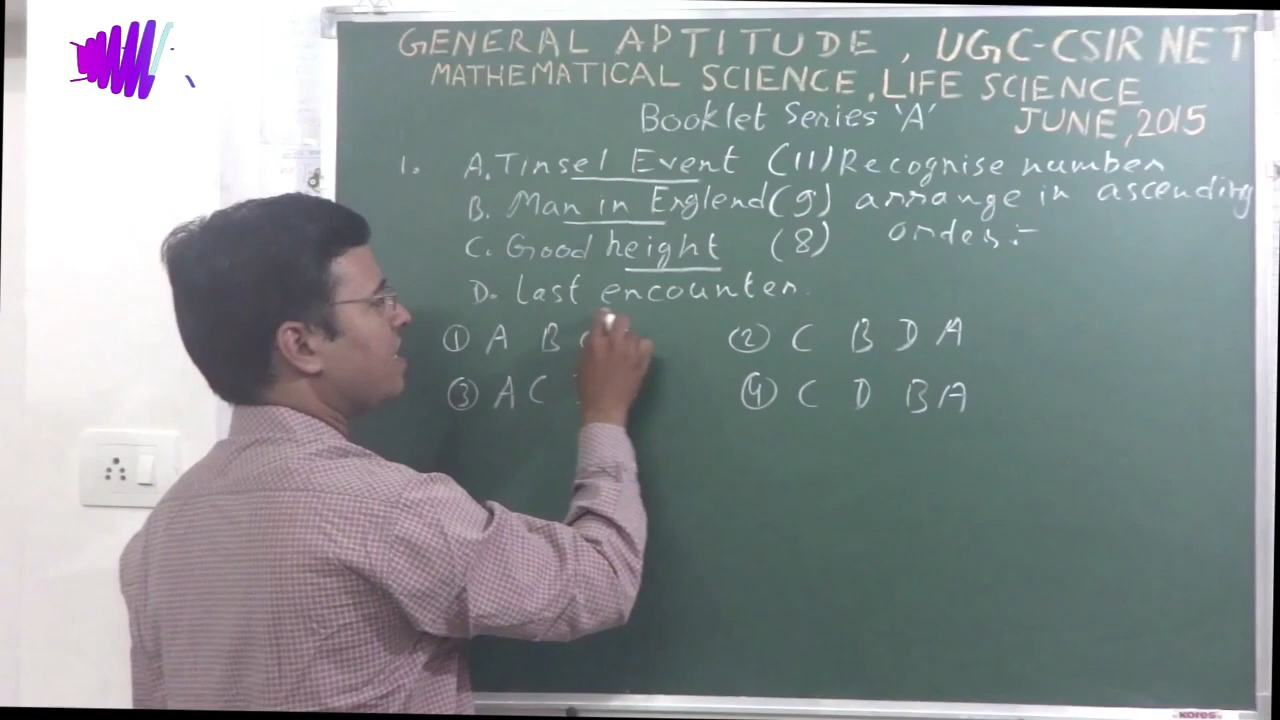 GENERAL APTITUDE, UGC-CSIR NET
MATHEMATICAL SCIENCE, LIFE SCIENCE
Booklet Series 'A' JUNE, 2015
1. A. Tinsel Event (11) Recognise number
B. Man in Englend (9) arrange in ascending
C. Good height (8) order :-
D. Last encounter.
① A B C ② C B D A
③ A C ④ C D B A
kores